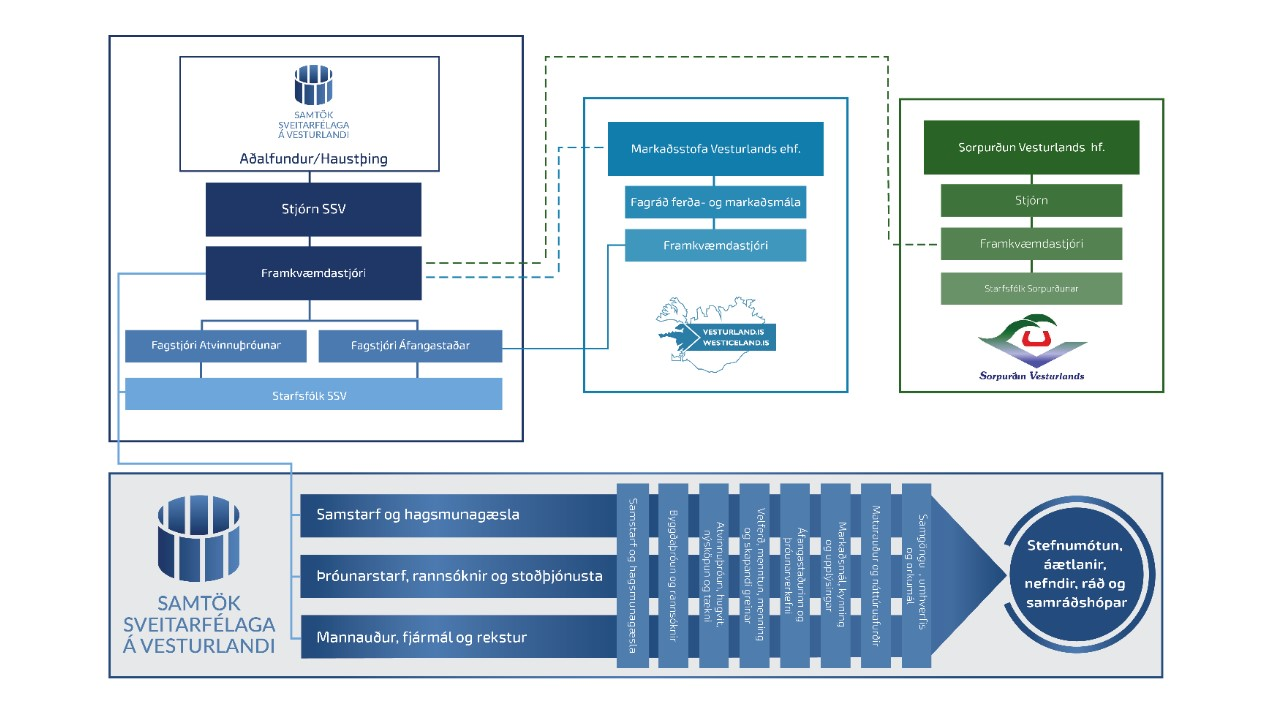 SAMTÖK
SVEITARFÉLAGA
Á VESTURLANDI
Aðalfundur/Haustþing
Stjórn SSV
Framkvæmdastjóri
Fagstjóri Atvinnuþróunar
Fagstjóri Áfangastaðar
Starfsfólk SSV
Markaðsstofa Vesturlands ehf.
Fagráð ferða- og markaðsmála
Framkvæmdastjóri
VESTURLAND.IS
WESTICELAND.IS
Sorpurðun Vesturlands hf.
Stjórn
Framkvæmdastjóri
Starfsfólk Sorpurðunar
Sorpurðun Vesturlands
SAMTÖK
SVEITARFÉLAGA
Á VESTURLANDI
Samstarf og hagsmunagæsla
Þróunarstarf, rannsóknir og stoðþjónusta
Mannauður, fjármál og rekstur
Samstarf og hagsmunagæsla
Byggðaþróun og rannsóknir
Atvinnuþróun, hugvit,
nýsköpun og tækni
Velferð, menntun, menning
og skapandi greinar
Áfangastaðurinn og
þróunarverkefni
Markaðsmál, kynning
og upplýsingar
Matarauður og náttúruafurðir
Samgöngu-, umhverfis
og orkumál
Stefnumótun,
áætlanir,
nefndir, ráð og
samráðshópar